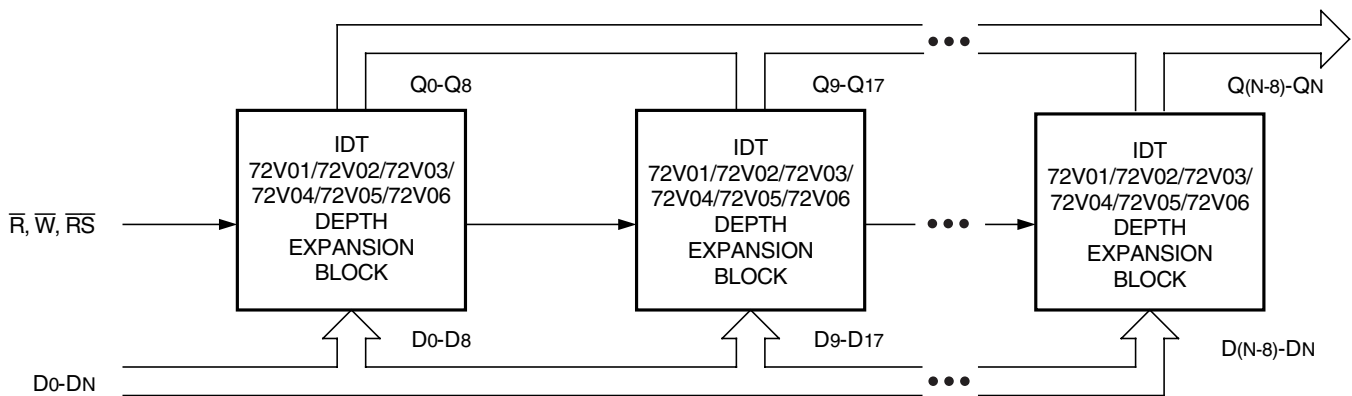 Q0-Q8
Q9-Q17
Q(N-8)-QN
IDT
72V01/72V02/72V03/
72V04/72V05/72V06
DEPTH
EXPANSION
BLOCK
IDT
72V01/72V02/72V03/
72V04/72V05/72V06
DEPTH
EXPANSION
BLOCK
IDT
72V01/72V02/72V03/
72V04/72V05/72V06
DEPTH
EXPANSION
BLOCK
R̅, W̅, R̅S̅
D0-D8
D9-D17
D(N-8)-DN
D0-DN